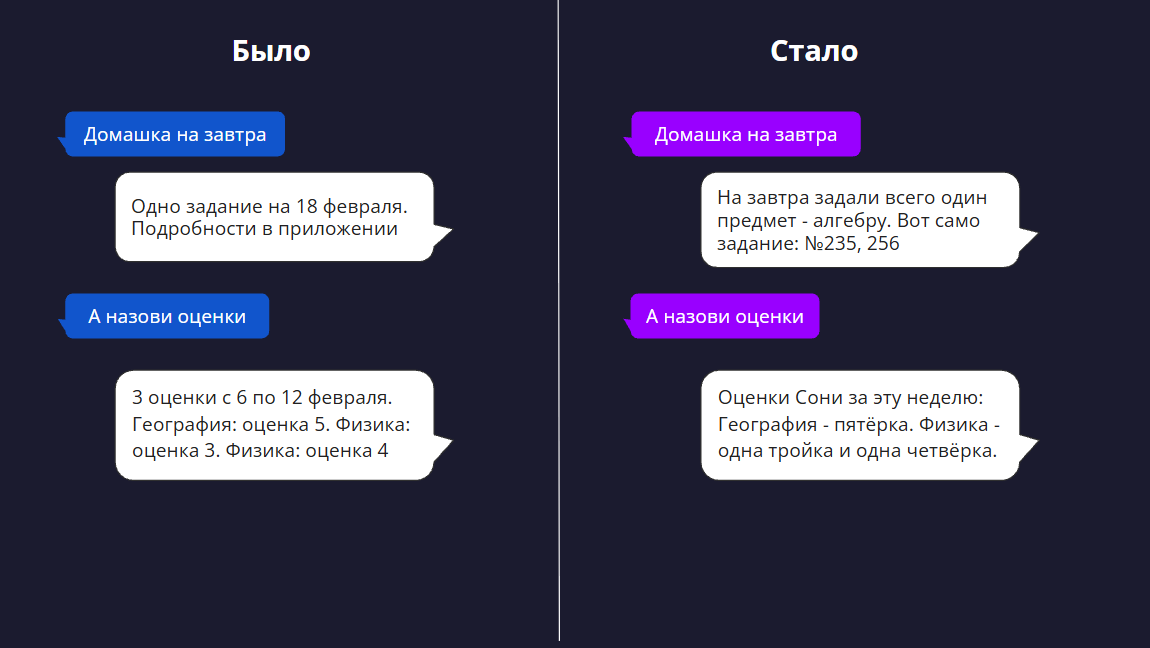 Было
Домашка на завтра
Одно задание на 18 февраля.
Подробности в приложении
А назови оценки
3 оценки с 6 по 12 февраля.
География: оценка 5. Физика:
оценка 3. Физика: оценка 4
Стало
Домашка на завтра
На завтра задали всего один
предмет - алгебру. Вот само
задание: №235, 256
А назови оценки
Оценки Сони за эту неделю:
География - пятёрка. Физика -
одна тройка и одна четвёрка.